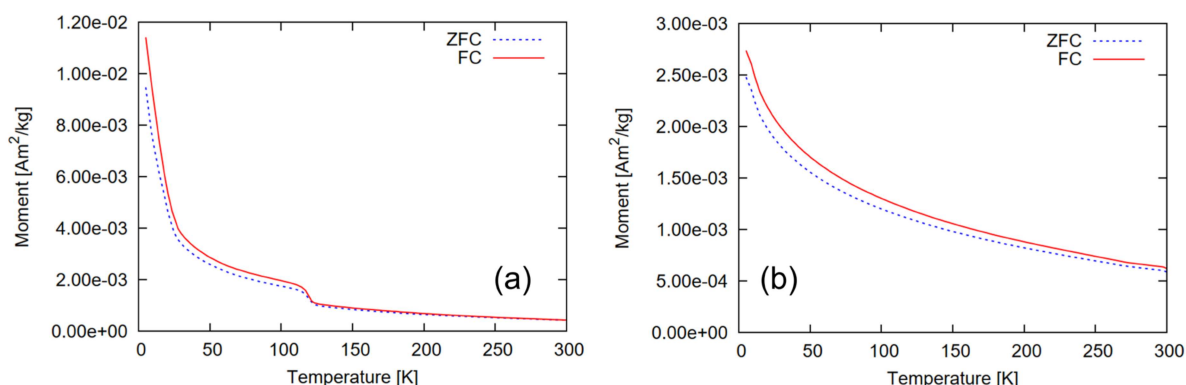 1.20e-02
1.00e-02
8.00e-03
6.00e-03
4.00e-03
2.00e-03
0.00e+00
Moment [Am²/kg]
ZFC
FC
(a)
0 50 100 150 200 250 300
Temperature [K]
3.00e-03
2.50e-03
2.00e-03
1.50e-03
1.00e-03
5.00e-04
0.00e+00
Moment [Am²/kg]
ZFC
FC
(b)
0 50 100 150 200 250 300
Temperature [K]